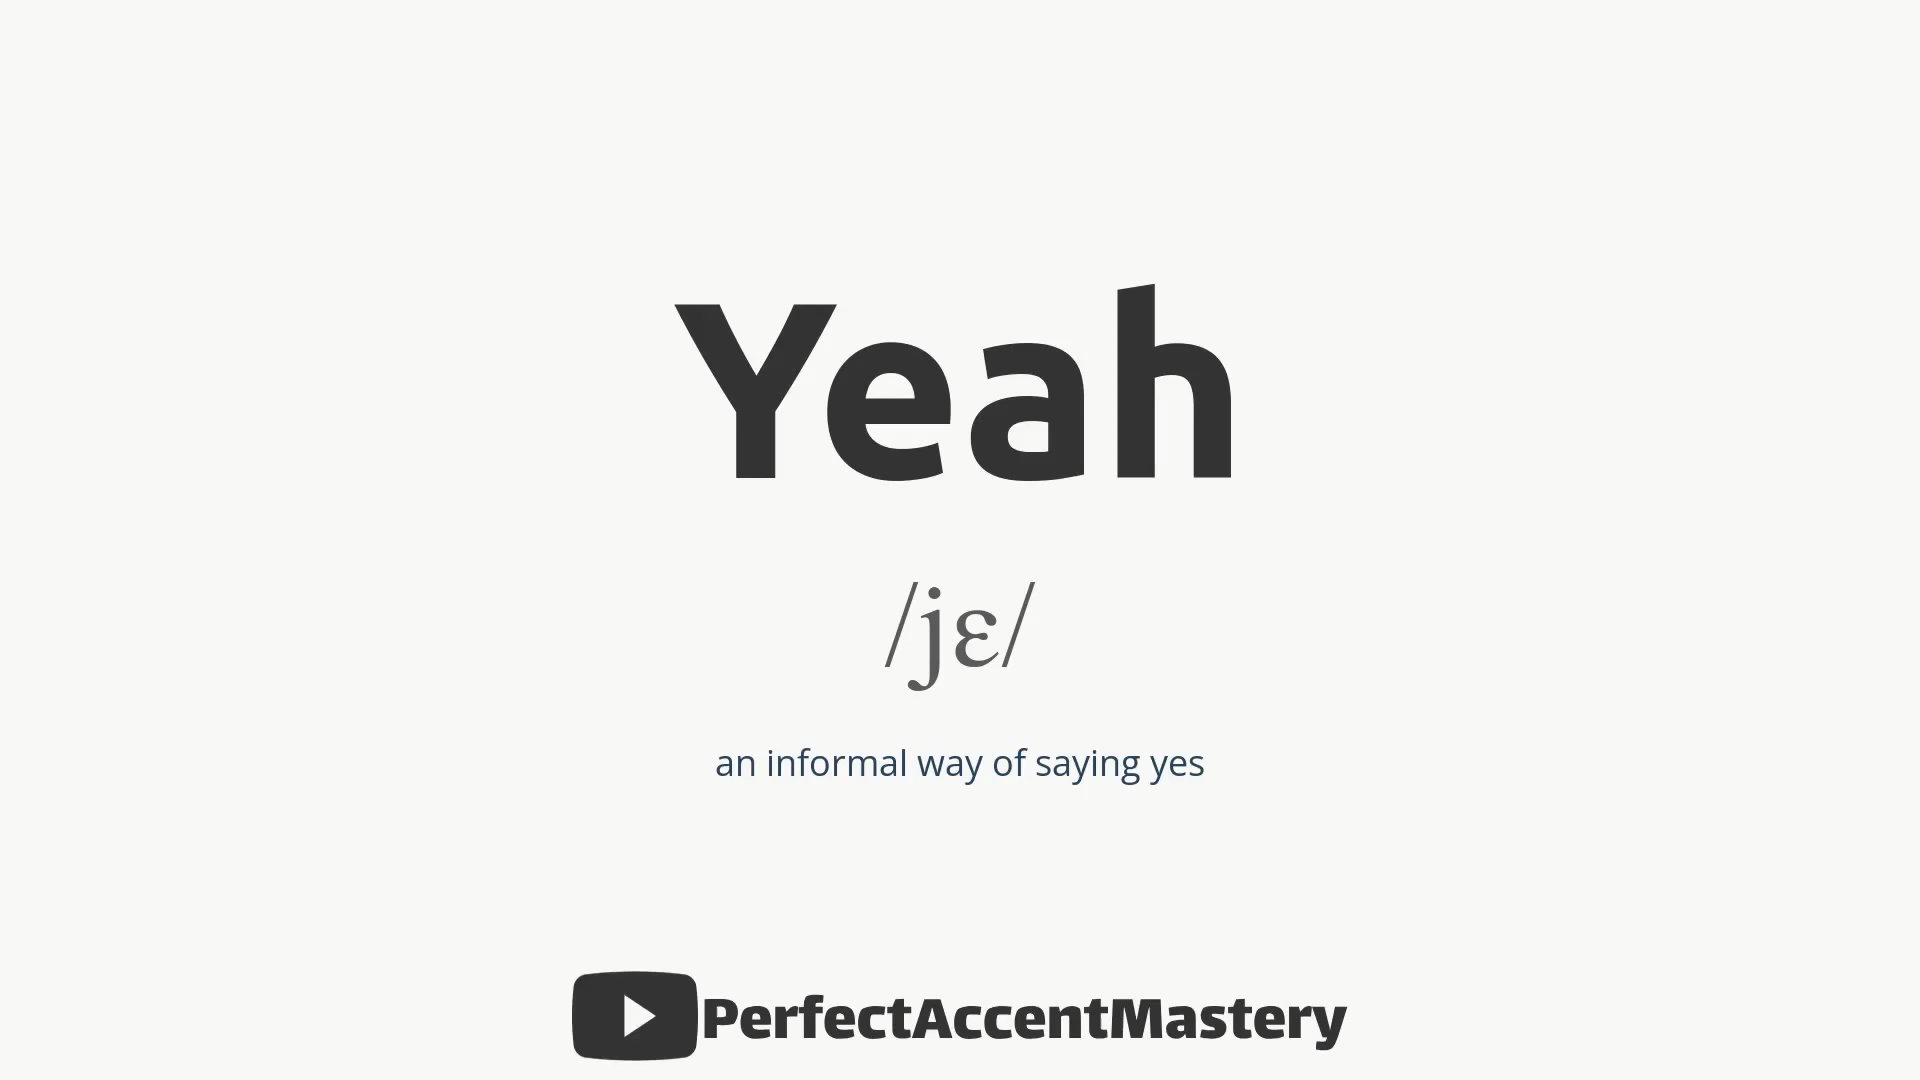 Yeah
/jɛ/
an informal way of saying yes
PerfectAccentMastery